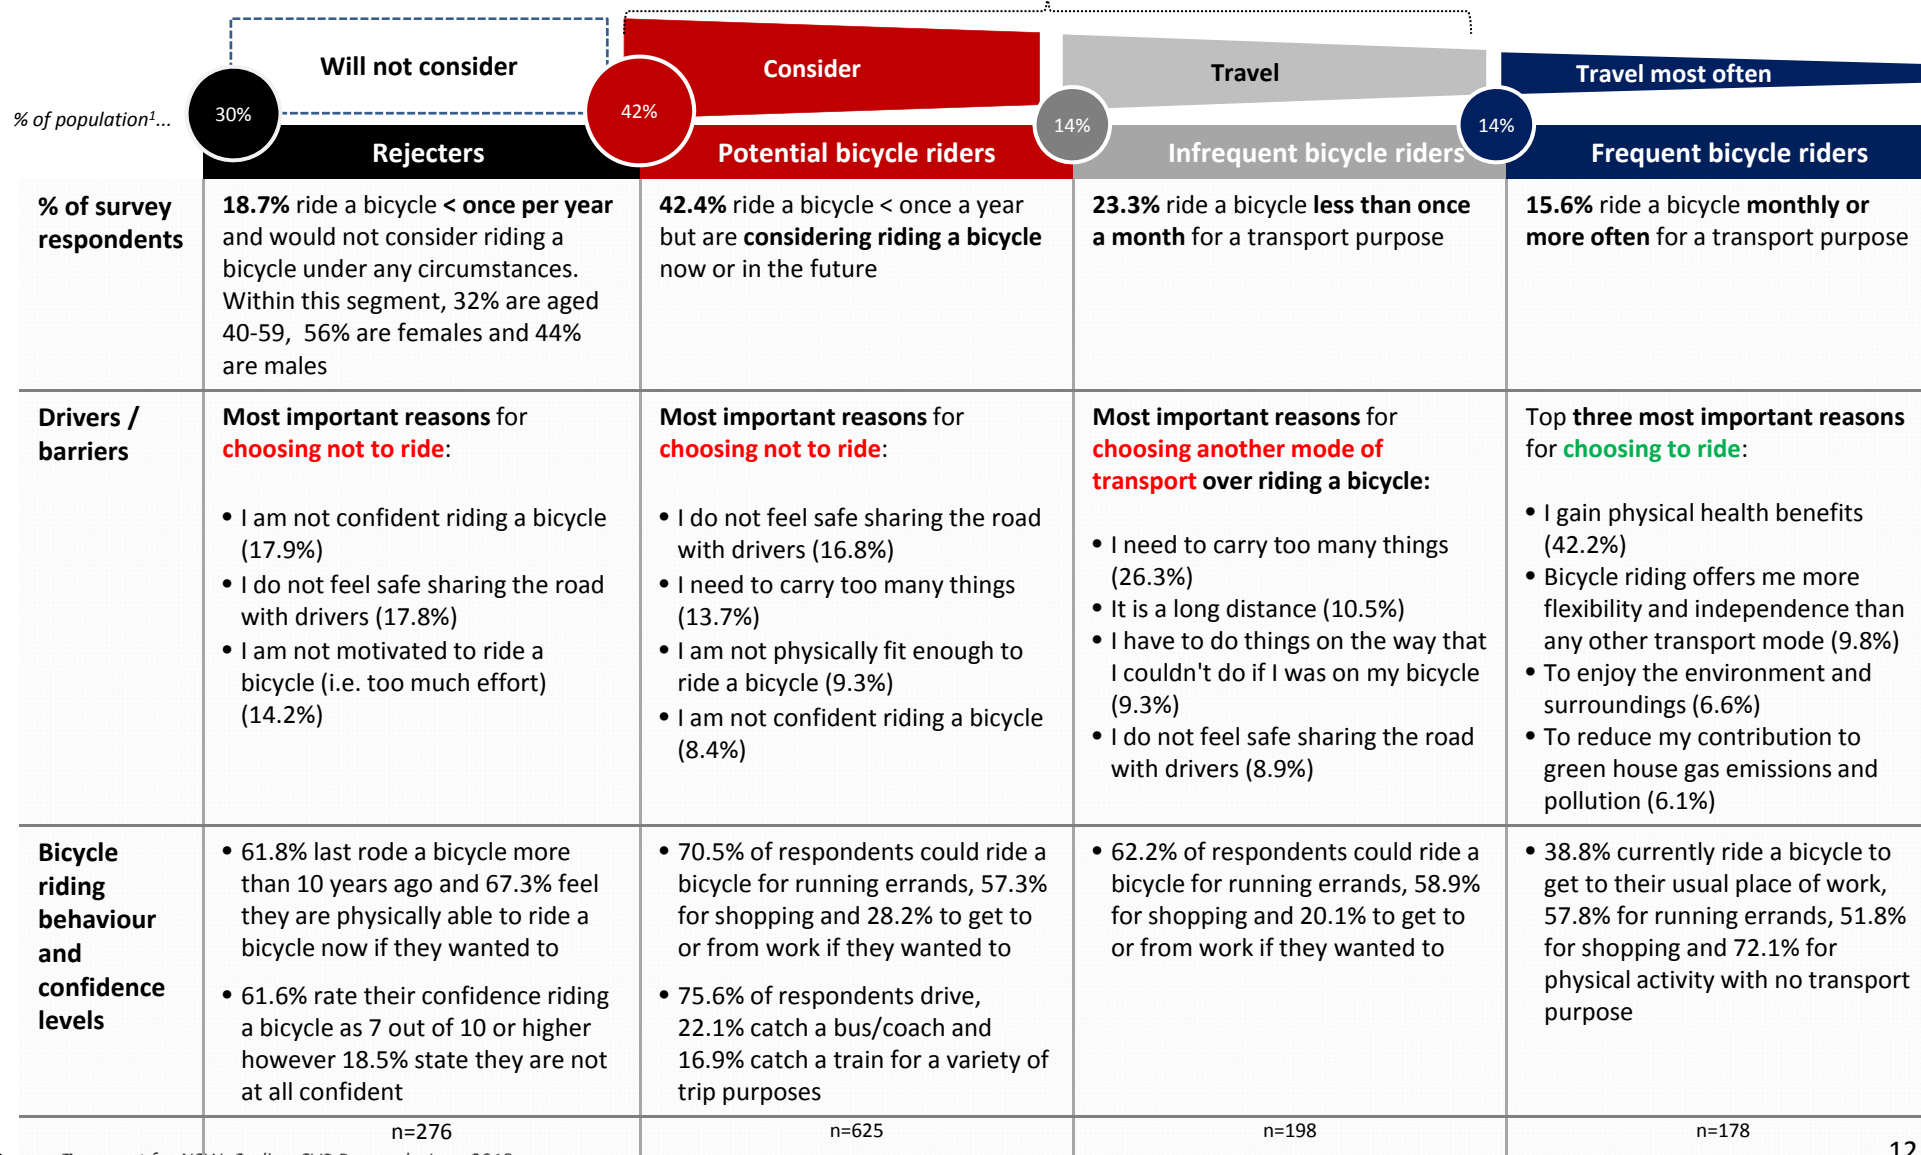 Will not consider
Consider
Travel
Travel most often
% of population1...
30%
42%
14%
14%
Rejecters
Potential bicycle riders
Infrequent bicycle riders
Frequent bicycle riders
% of survey
respondents
18.7% ride a bicycle < once per year
and would not consider riding a
bicycle under any circumstances.
Within this segment, 32% are aged
40-59, 56% are females and 44%
are males
42.4% ride a bicycle < once a year
but are considering riding a bicycle
now or in the future
23.3% ride a bicycle less than once
a month for a transport purpose
15.6% ride a bicycle monthly or
more often for a transport purpose
Drivers /
barriers
Most important reasons for
choosing not to ride:
• I am not confident riding a bicycle
(17.9%)
• I do not feel safe sharing the road
with drivers (17.8%)
• I am not motivated to ride a
bicycle (i.e. too much effort)
(14.2%)
Most important reasons for
choosing not to ride:
• I do not feel safe sharing the road
with drivers (16.8%)
• I need to carry too many things
(13.7%)
• I am not physically fit enough to
ride a bicycle (9.3%)
• I am not confident riding a bicycle
(8.4%)
Most important reasons for
choosing another mode of
transport over riding a bicycle:
• I need to carry too many things
(26.3%)
• It is a long distance (10.5%)
• I have to do things on the way that
I couldn't do if I was on my bicycle
(9.3%)
• I do not feel safe sharing the road
with drivers (8.9%)
Top three most important reasons
for choosing to ride:
• I gain physical health benefits
(42.2%)
• Bicycle riding offers me more
flexibility and independence than
any other transport mode (9.8%)
• To enjoy the environment and
surroundings (6.6%)
• To reduce my contribution to
green house gas emissions and
pollution (6.1%)
Bicycle
riding
behaviour
and
confidence
levels
• 61.8% last rode a bicycle more
than 10 years ago and 67.3% feel
they are physically able to ride a
bicycle now if they wanted to
• 61.6% rate their confidence riding
a bicycle as 7 out of 10 or higher
however 18.5% state they are not
at all confident
• 70.5% of respondents could ride a
bicycle for running errands, 57.3%
for shopping and 28.2% to get to
or from work if they wanted to
• 75.6% of respondents drive,
22.1% catch a bus/coach and
16.9% catch a train for a variety of
trip purposes
• 62.2% of respondents could ride a
bicycle for running errands, 58.9%
for shopping and 20.1% to get to
or from work if they wanted to
• 38.8% currently ride a bicycle to
get to their usual place of work,
57.8% for running errands, 51.8%
for shopping and 72.1% for
physical activity with no transport
purpose
n=276
n=625
n=198
n=178
12